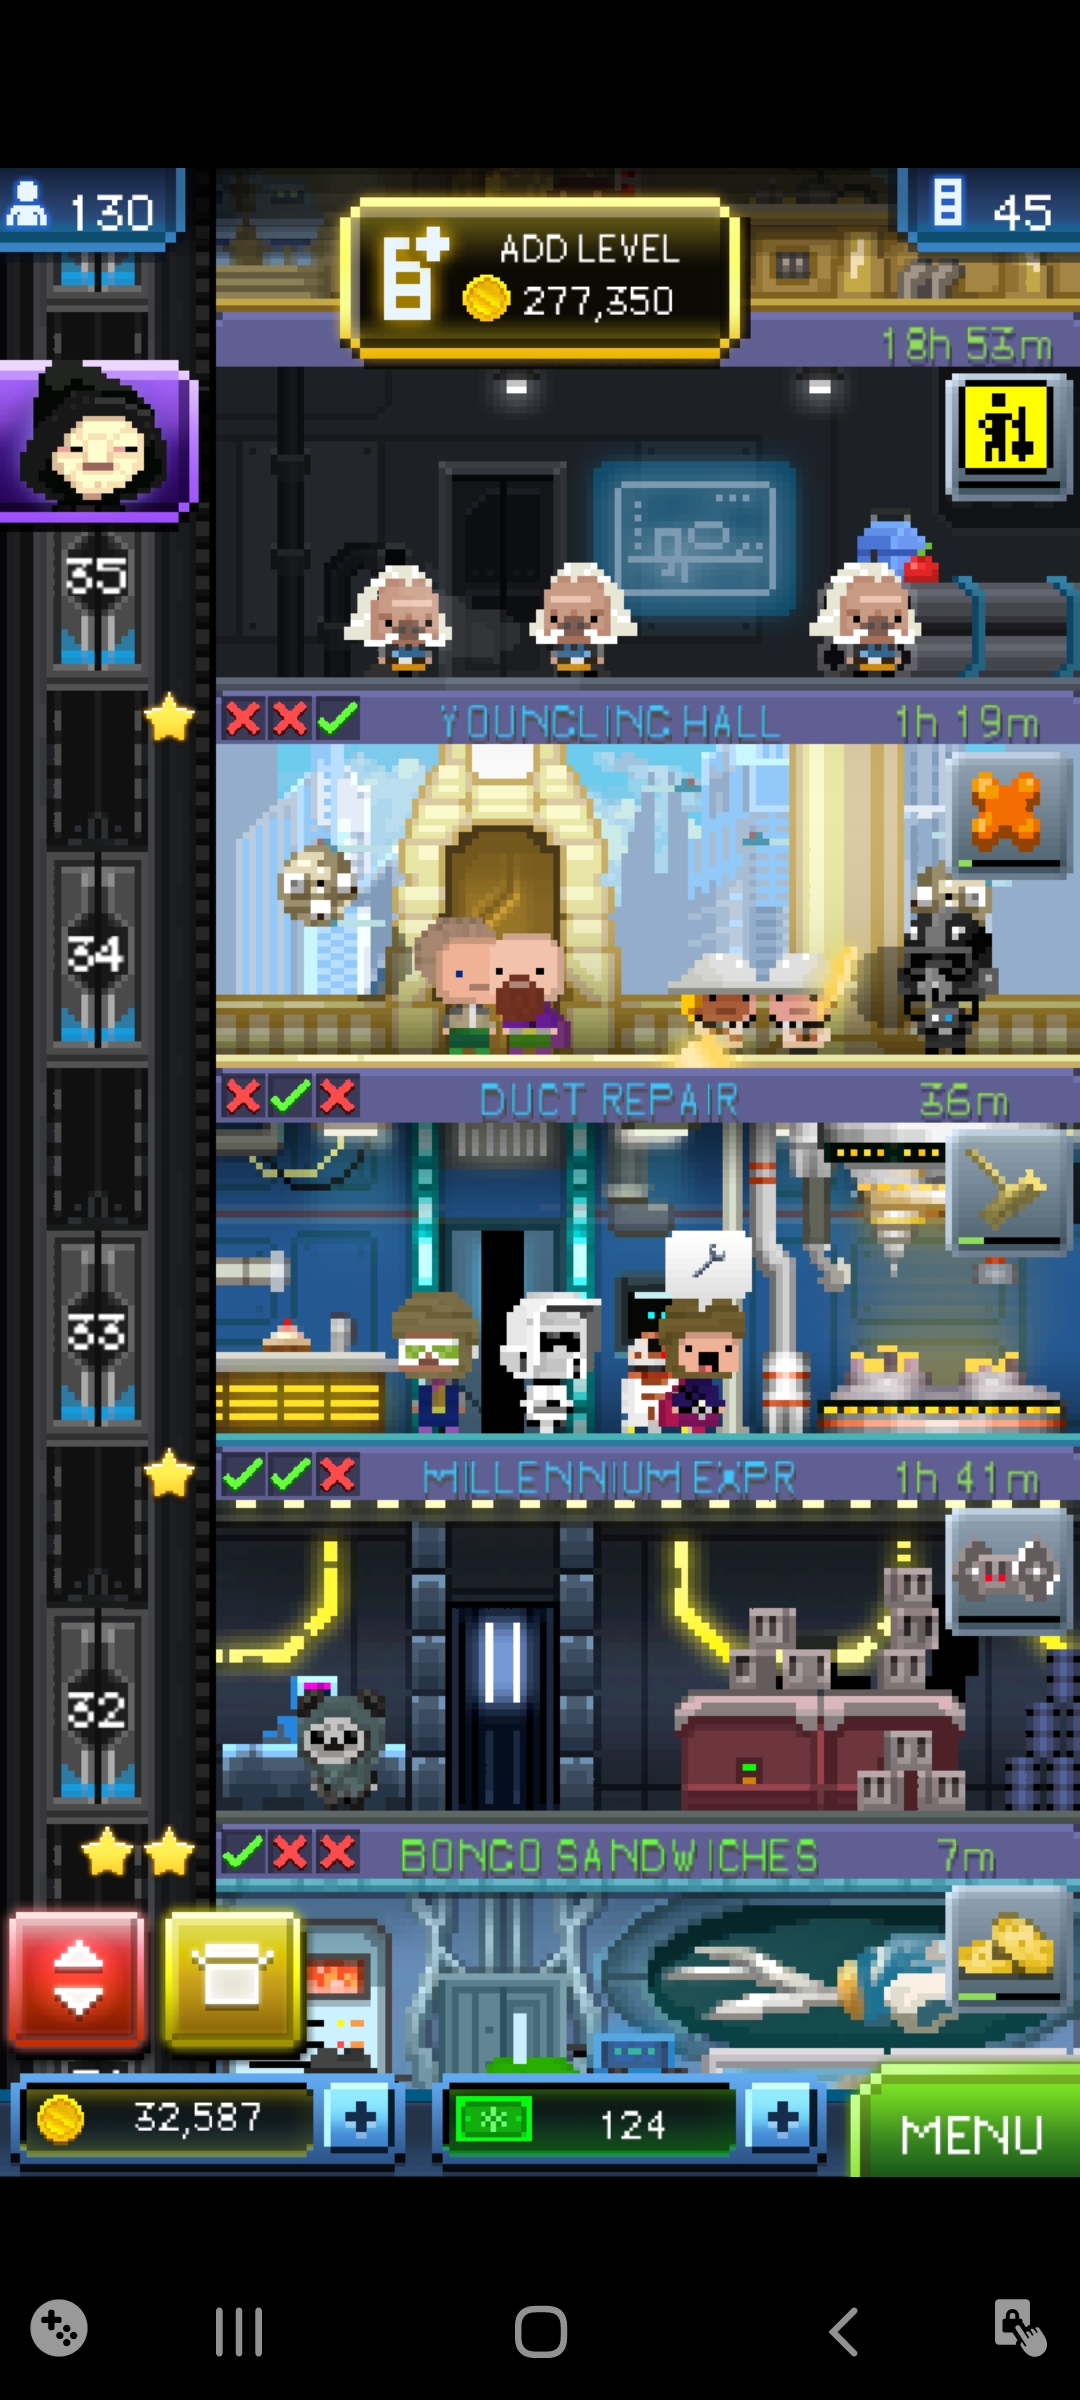 130
ADD LEVEL
277,350
45
18h 53m
35
YOUNGLING HALL
1h 19m
34
DUCT REPAIR
36m
33
MILLENNIUM EXPR
1h 41m
32
BONGO SANDWICHES
7m
32,587
124
MENU